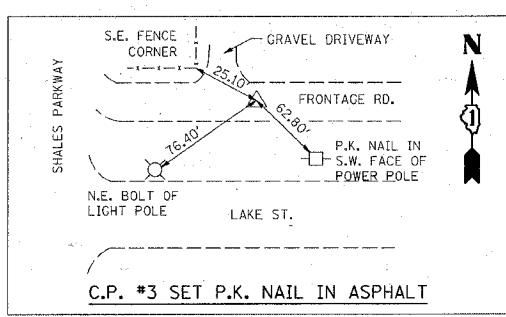 S.E. FENCE
CORNER
GRAVEL DRIVEWAY
N
SHALES PARKWAY
25.10'
FRONTAGE RD.
1
62.80'
76.40'
P.K. NAIL IN
S.W. FACE OF
POWER POLE
N.E. BOLT OF
LIGHT POLE
LAKE ST.
C.P. #3 SET P.K. NAIL IN ASPHALT